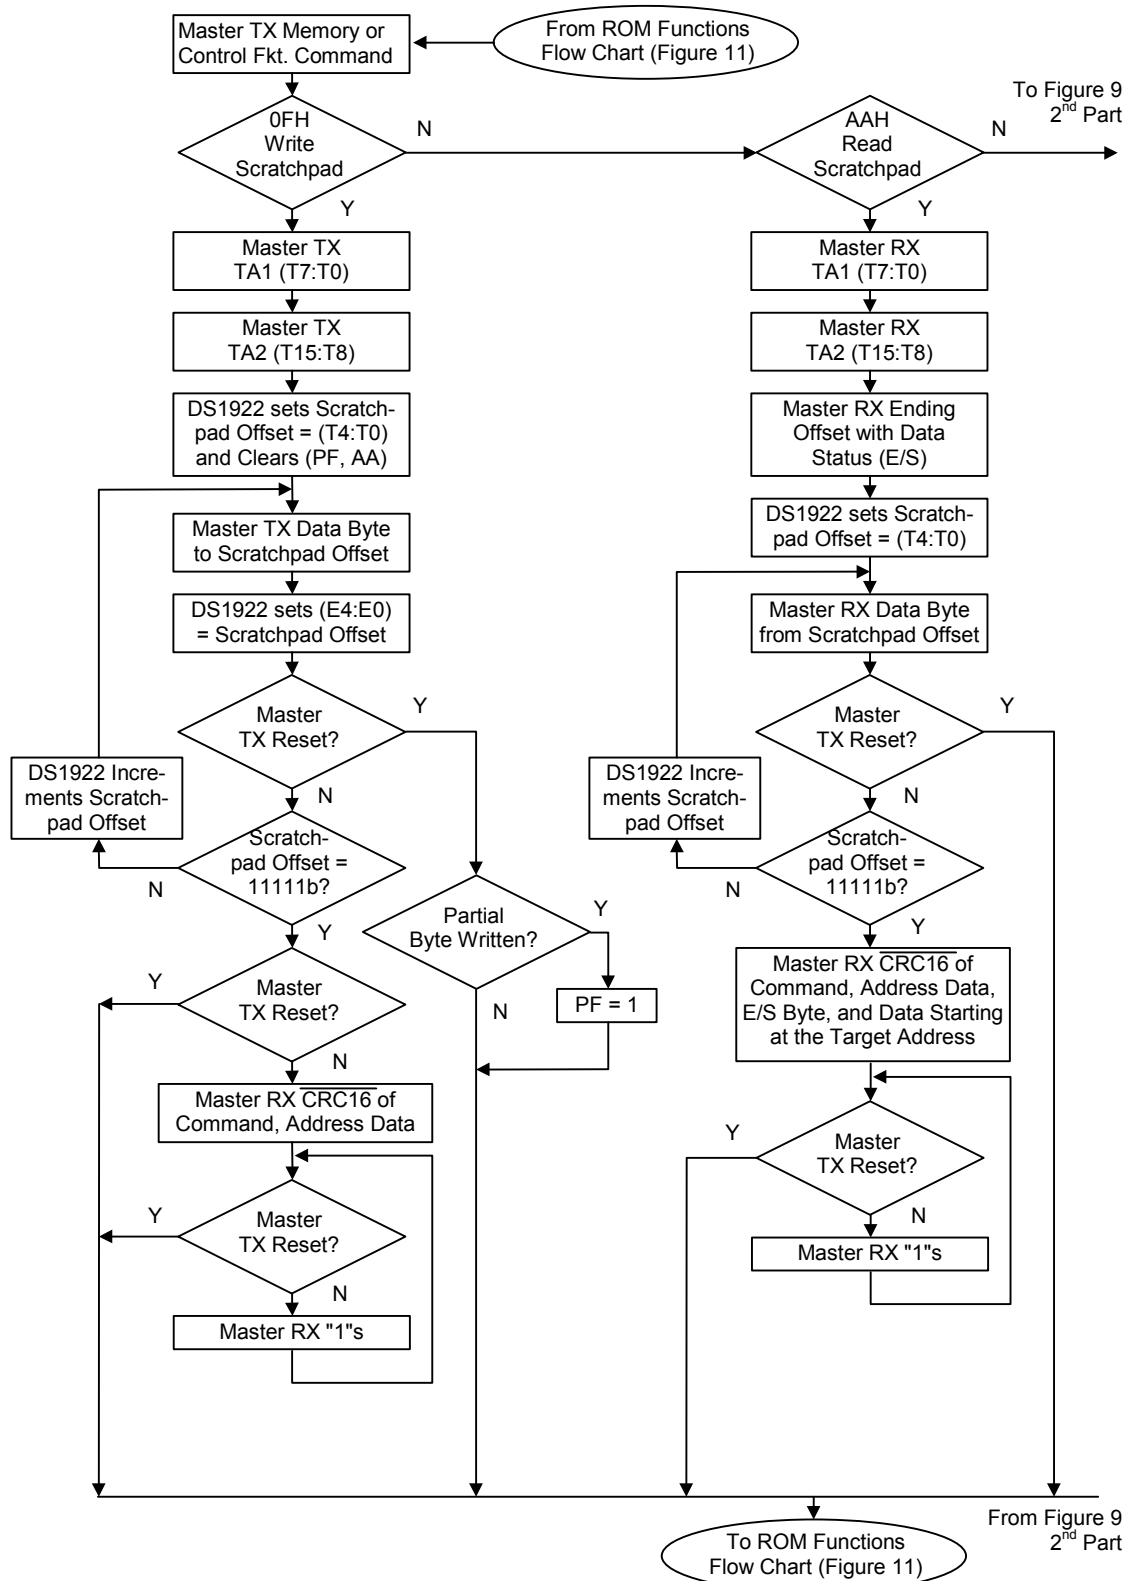 Master TX Memory or
Control Fkt. Command
From ROM Functions
Flow Chart (Figure 11)
To Figure 9
2nd Part
0FH
Write
Scratchpad
N
Y
AAH
Read
Scratchpad
N
Y
Master TX
TA1 (T7:T0)
Master TX
TA2 (T15:T8)
DS1922 sets Scratch-
pad Offset = (T4:T0)
and Clears (PF, AA)
Master TX Data Byte
to Scratchpad Offset
DS1922 sets (E4:E0)
= Scratchpad Offset
Master
TX Reset?
Y
N
DS1922 Incre-
ments Scratch-
pad Offset
Scratch-
pad Offset =
11111b?
N
Y
Partial
Byte Written?
Y
N
PF = 1
Master
TX Reset?
Y
N
Master RX CRC16 of
Command, Address Data
Master
TX Reset?
Y
N
Master RX "1"s
Master RX
TA1 (T7:T0)
Master RX
TA2 (T15:T8)
Master RX Ending
Offset with Data
Status (E/S)
DS1922 sets Scratch-
pad Offset = (T4:T0)
Master RX Data Byte
from Scratchpad Offset
Master
TX Reset?
Y
N
DS1922 Incre-
ments Scratch-
pad Offset
Scratch-
pad Offset =
11111b?
N
Y
Master RX CRC16 of
Command, Address Data,
E/S Byte, and Data Starting
at the Target Address
Master
TX Reset?
Y
N
Master RX "1"s
From Figure 9
2nd Part
To ROM Functions
Flow Chart (Figure 11)